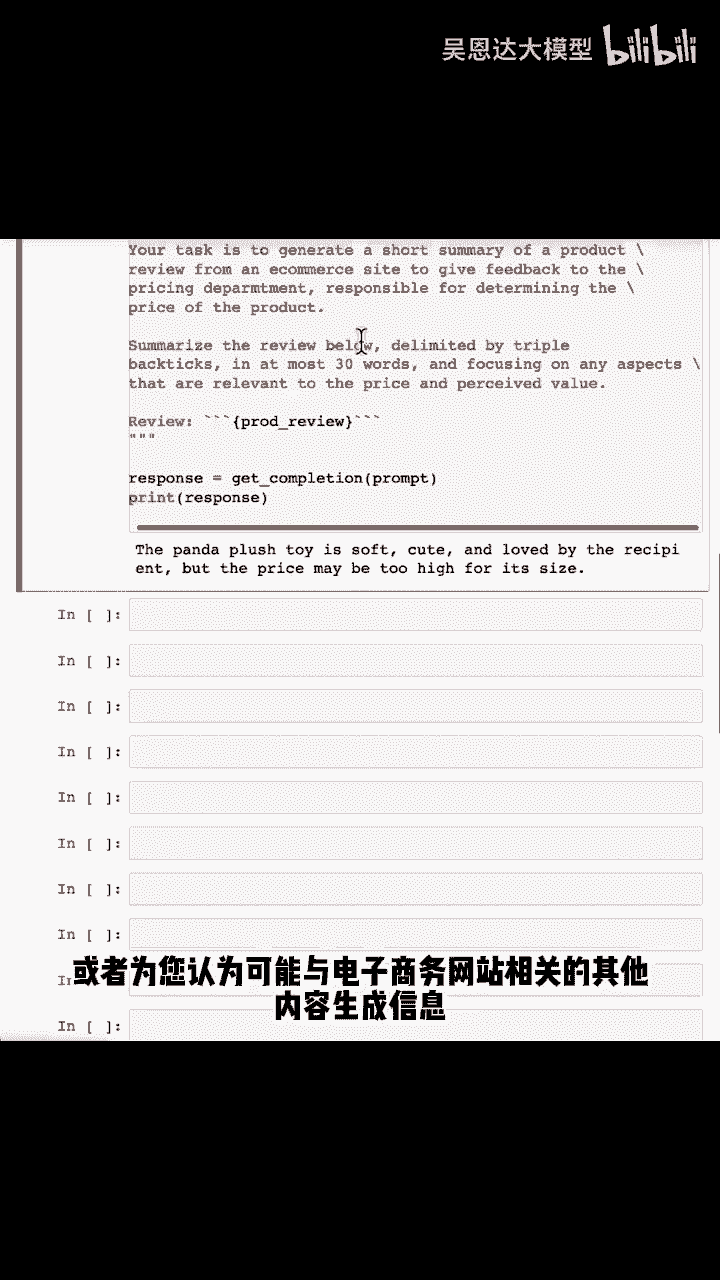 吴恩达大模型 bilibili
Your task is to generate a short summary of a product \
review from an ecommerce site to give feedback to the \
pricing deparmtment, responsible for determining the \
price of the product.
Summarize the review below, delimited by triple
backticks, in at most 30 words, and focusing on any aspects \
that are relevant to the price and perceived value.
Review: ```{prod_review}```
"""
response = get_completion(prompt)
print(response)
The panda plush toy is soft, cute, and loved by the recipi
ent, but the price may be too high for its size.
In [ ]:
In [ ]:
In [ ]:
In [ ]:
In [ ]:
In [ ]:
In [ ]:
In [ ]:
或者为您认为可能与电子商务网站相关的其他
内容生成信息
In [ ]: